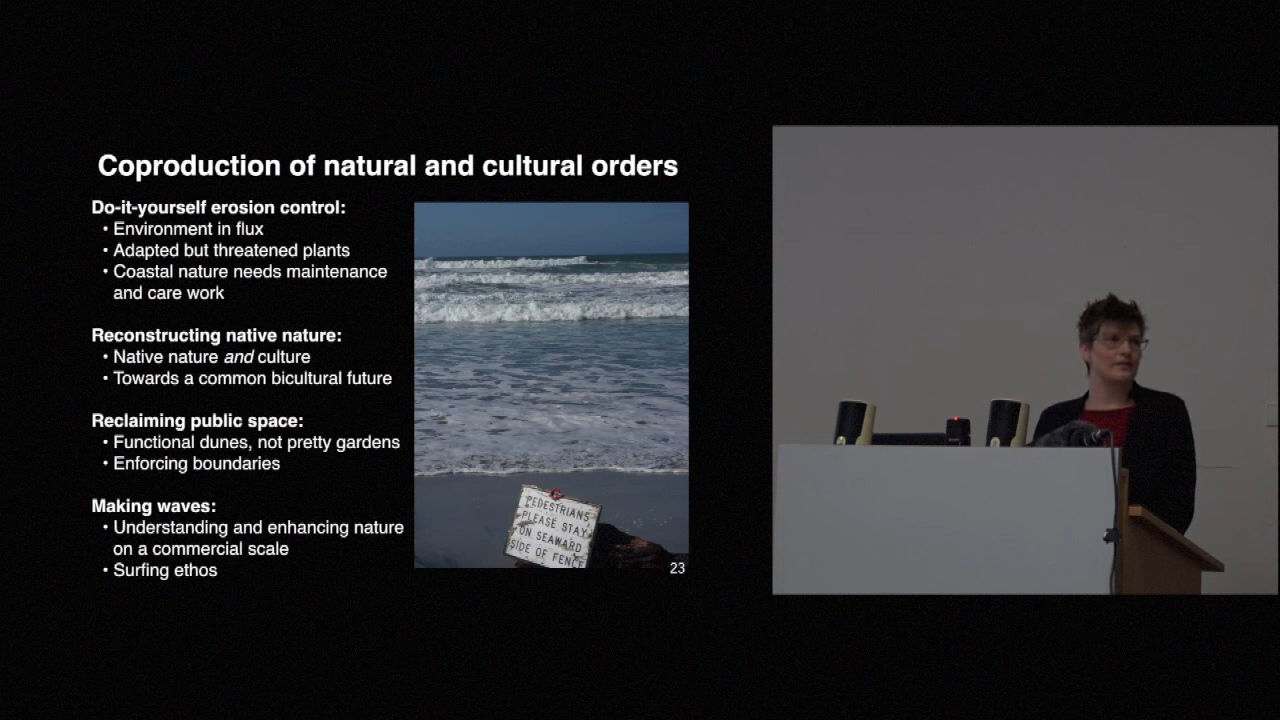 Coproduction of natural and cultural orders
Do-it-yourself erosion control:
• Environment in flux
• Adapted but threatened plants
• Coastal nature needs maintenance
and care work
Reconstructing native nature:
• Native nature and culture
• Towards a common bicultural future
Reclaiming public space:
• Functional dunes, not pretty gardens
• Enforcing boundaries
Making waves:
• Understanding and enhancing nature
on a commercial scale
• Surfing ethos
PEDESTRIANS
PLEASE STAY
ON SEAWARD
SIDE OF FENCE
23